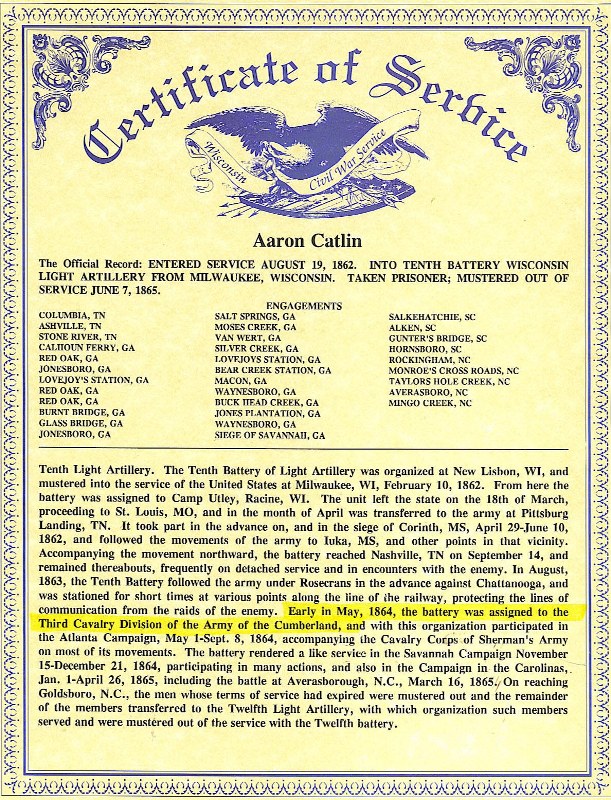 Certificate of Service
Wisconsin
Civil War Service
Aaron Catlin
The Official Record: ENTERED SERVICE AUGUST 19, 1862. INTO TENTH BATTERY WISCONSIN
LIGHT ARTILLERY FROM MILWAUKEE, WISCONSIN. TAKEN PRISONER; MUSTERED OUT OF
SERVICE JUNE 7, 1865.
ENGAGEMENTS
COLUMBIA, TN
ASHVILLE, TN
STONE RIVER, TN
CALHOUN FERRY, GA
RED OAK, GA
JONESBORO, GA
LOVEJOY'S STATION, GA
RED OAK, GA
RED OAK, GA
BURNT BRIDGE, GA
GLASS BRIDGE, GA
JONESBORO, GA
SALT SPRINGS, GA
MOSES CREEK, GA
VAN WERT, GA
SILVER CREEK, GA
LOVEJOYS STATION, GA
BEAR CREEK STATION, GA
MACON, GA
WAYNESBORO, GA
BUCK HEAD CREEK, GA
JONES PLANTATION, GA
WAYNESBORO, GA
SIEGE OF SAVANNAH, GA
SALKEHATCHIE, SC
ALKEN, SC
GUNTER'S BRIDGE, SC
HORNSBORO, SC
ROCKINGHAM, NC
MONROE'S CROSS ROADS, NC
TAYLORS HOLE CREEK, NC
AVERASBORO, NC
MINGO CREEK, NC
Tenth Light Artillery. The Tenth Battery of Light Artillery was organized at New Lisbon, WI, and
mustered into the service of the United States at Milwaukee, WI, February 10, 1862. From here the
battery was assigned to Camp Utley, Racine, WI. The unit left the state on the 18th of March,
proceeding to St. Louis, MO, and in the month of April was transferred to the army at Pittsburg
Landing, TN. It took part in the advance on, and in the siege of Corinth, MS, April 29-June 10,
1862, and followed the movements of the army to Iuka, MS, and other points in that vicinity.
Accompanying the movement northward, the battery reached Nashville, TN on September 14, and
remained thereabouts, frequently on detached service and in encounters with the enemy. In August,
1863, the Tenth Battery followed the army under Rosecrans in the advance against Chattanooga, and
was stationed for short times at various points along the line of the railway, protecting the lines of
communication from the raids of the enemy. Early in May, 1864, the battery was assigned to the
Third Cavalry Division of the Army of the Cumberland, and with this organization participated in
the Atlanta Campaign, May 1-Sept. 8, 1864, accompanying the Cavalry Corps of Sherman's Army
on most of its movements. The battery rendered a like service in the Savannah Campaign November
15-December 21, 1864, participating in many actions, and also in the Campaign in the Carolinas,
Jan. 1-April 26, 1865, including the battle at Averasborough, N.C., March 16, 1865. On reaching
Goldsboro, N.C., the men whose terms of service had expired were mustered out and the remainder
of the members transferred to the Twelfth Light Artillery, with which organization such members
served and were mustered out of the service with the Twelfth battery.